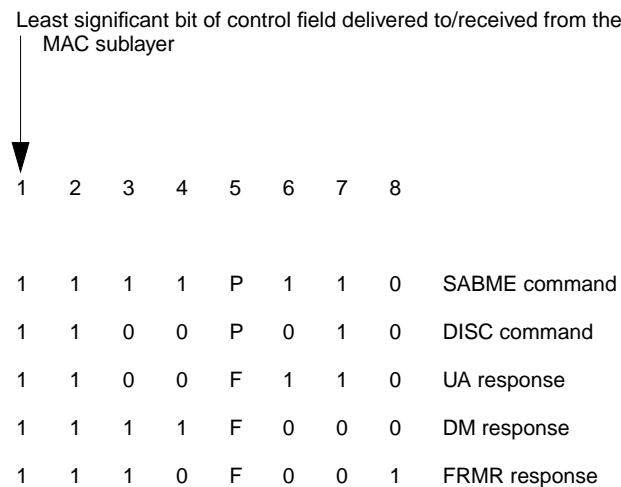 Least significant bit of control field delivered to/received from the
MAC sublayer
1 2 3 4 5 6 7 8
1 1 1 1 P 1 1 0 SABME command
1 1 0 0 P 0 1 0 DISC command
1 1 0 0 F 1 1 0 UA response
1 1 1 1 F 0 0 0 DM response
1 1 1 0 F 0 0 1 FRMR response